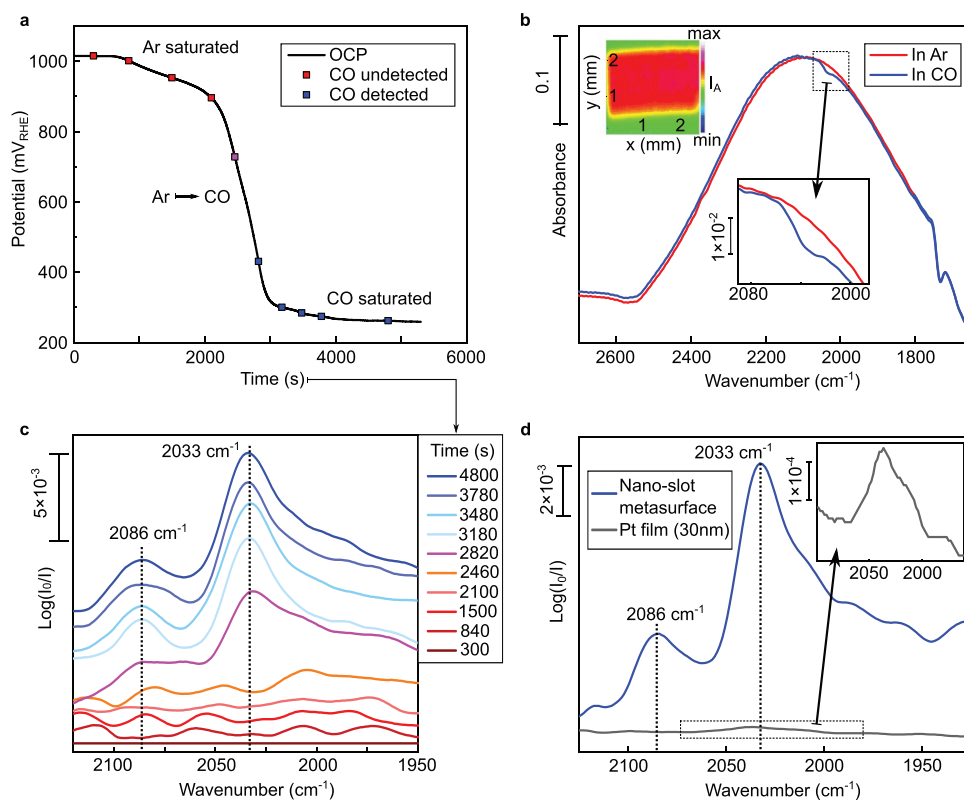 a
Ar saturated
OCP
CO undetected
CO detected
Ar → CO
CO saturated
Potential (mV_RHE)
1000
800
600
400
200
0
2000
4000
6000
Time (s)
b
0.1
max
I_A
min
y (mm)
2
1
1
2
x (mm)
In Ar
In CO
Absorbance
1×10⁻²
2080
2000
2600
2400
2200
2000
1800
Wavenumber (cm⁻¹)
c
5×10⁻³
2033 cm⁻¹
2086 cm⁻¹
Log(I₀/I)
Time (s)
4800
3780
3480
3180
2820
2460
2100
1500
840
300
2100
2050
2000
1950
Wavenumber (cm⁻¹)
d
2×10⁻³
2033 cm⁻¹
Nano-slot
metasurface
Pt film (30nm)
1×10⁻⁴
2050
2000
2086 cm⁻¹
Log(I₀/I)
2100
2050
2000
1950
Wavenumber (cm⁻¹)